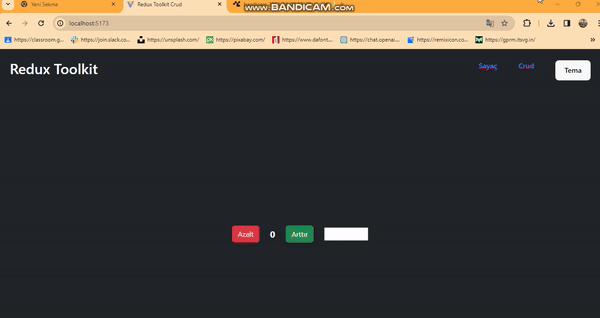 Yeni Sekme
Redux Toolkit Crud
www.BANDICAM.com
localhost:5173
https://classroom.g...
https://join.slack.co...
https://unsplash.com/
https://pixabay.com/
https://www.dafont...
https://chat.openai....
https://remixicon.co...
https://gprm.itsvg.in/
Redux Toolkit
Sayaç
Crud
Tema
Azalt
0
Arttır